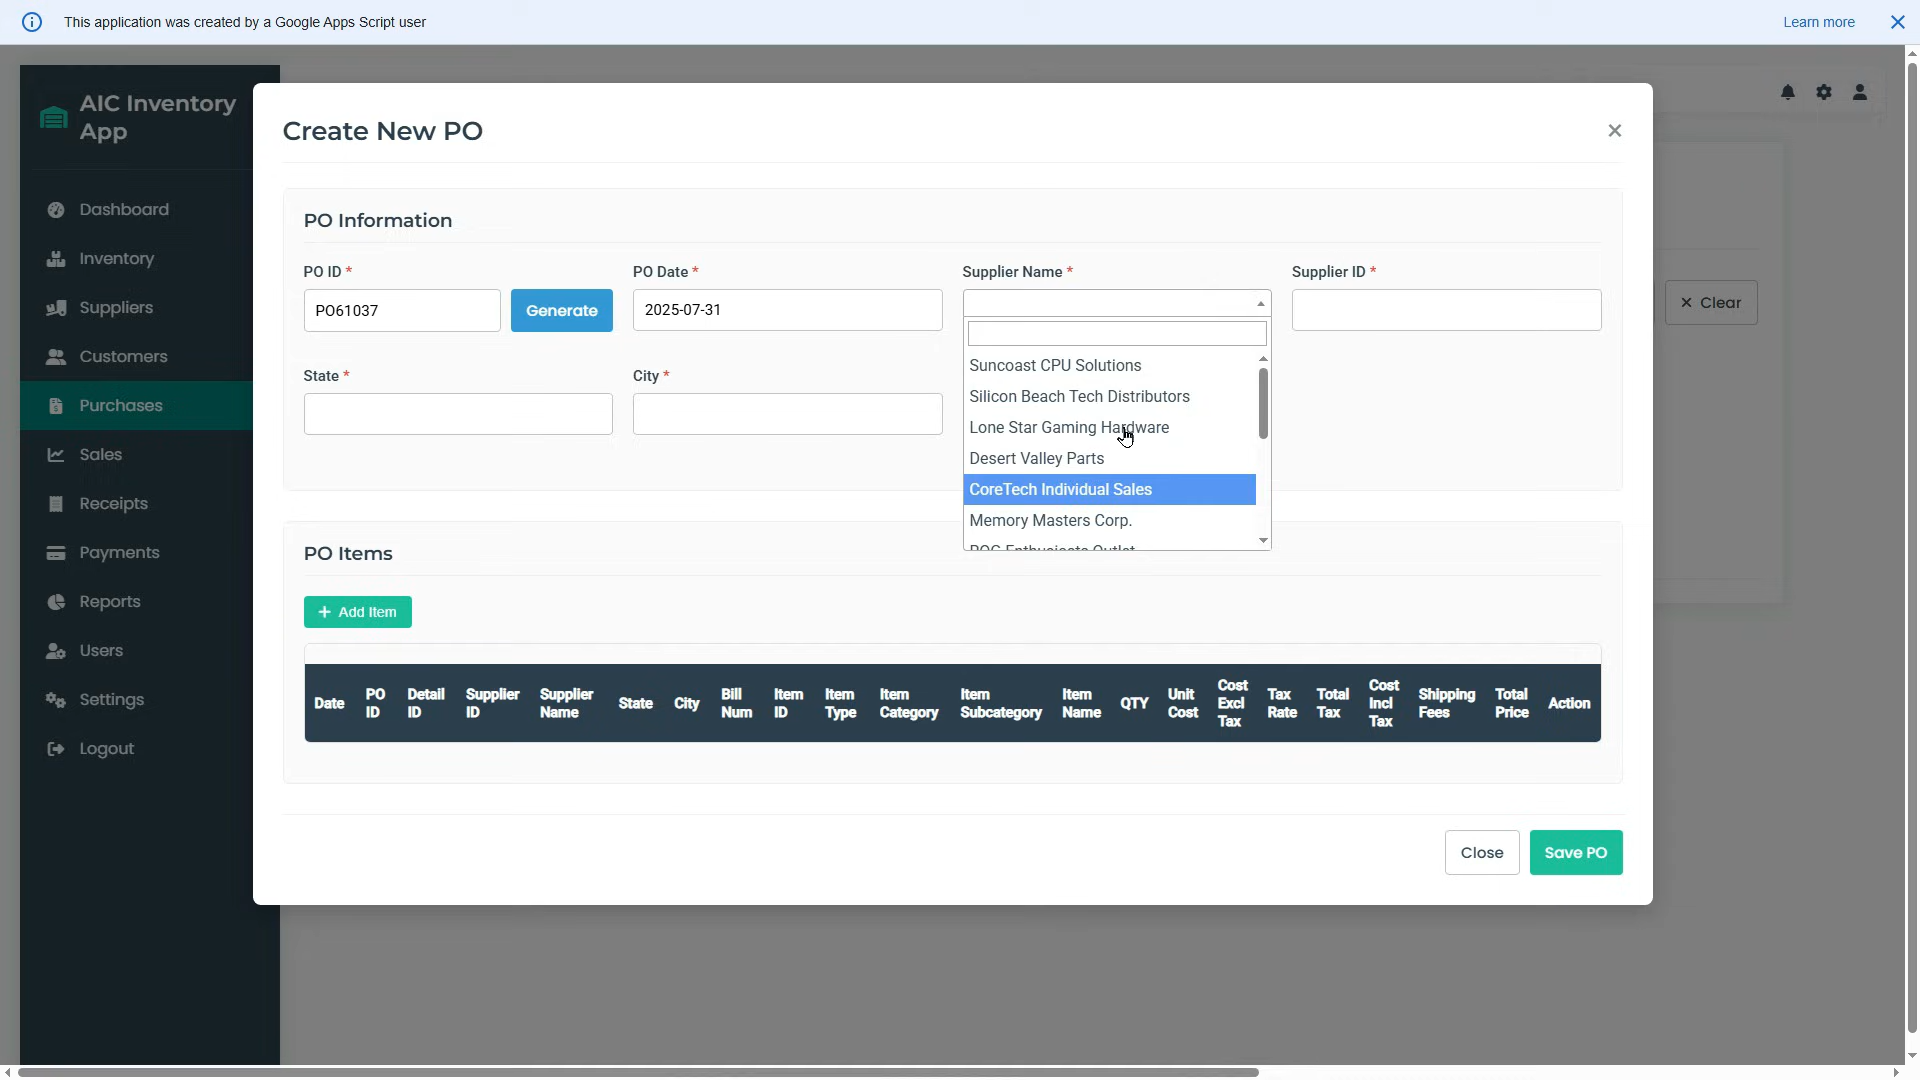 This application was created by a Google Apps Script user
Learn more
AIC Inventory
App
Dashboard
Inventory
Suppliers
Customers
Purchases
Sales
Receipts
Payments
Reports
Users
Settings
Logout
Create New PO
×
PO Information
PO ID *
PO61037
Generate
PO Date *
2025-07-31
Supplier Name *
Supplier ID *
State *
City *
Suncoast CPU Solutions
Silicon Beach Tech Distributors
Lone Star Gaming Hardware
Desert Valley Parts
CoreTech Individual Sales
Memory Masters Corp.
× Clear
PO Items
+ Add Item
Date
PO
ID
Detail
ID
Supplier
ID
Supplier
Name
State
City
Bill
Num
Item
ID
Item
Type
Item
Category
Item
Subcategory
Item
Name
QTY
Unit
Cost
Cost
Excl
Tax
Tax
Rate
Total
Tax
Cost
Incl
Tax
Shipping
Fees
Total
Price
Action
Close
Save PO